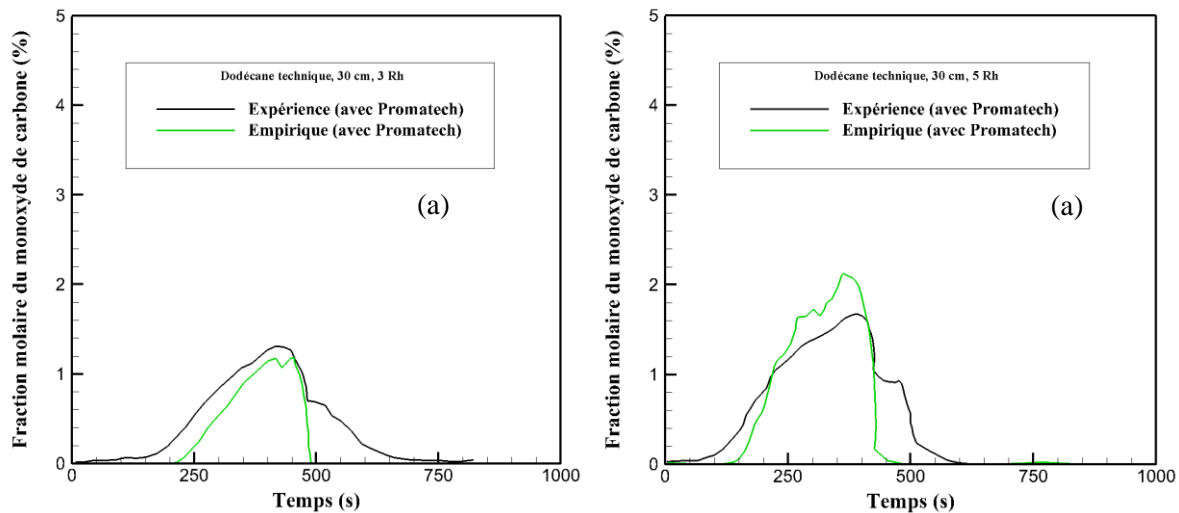 5
4
3
2
1
0
0
250
500
750
1000
Fraction molaire du monoxyde de carbone (%)
Temps (s)
Dodécane technique, 30 cm, 3 Rh
Expérience (avec Promatech)
Empirique (avec Promatech)
(a)
5
4
3
2
1
0
0
250
500
750
1000
Fraction molaire du monoxyde de carbone (%)
Temps (s)
Dodécane technique, 30 cm, 5 Rh
Expérience (avec Promatech)
Empirique (avec Promatech)
(a)